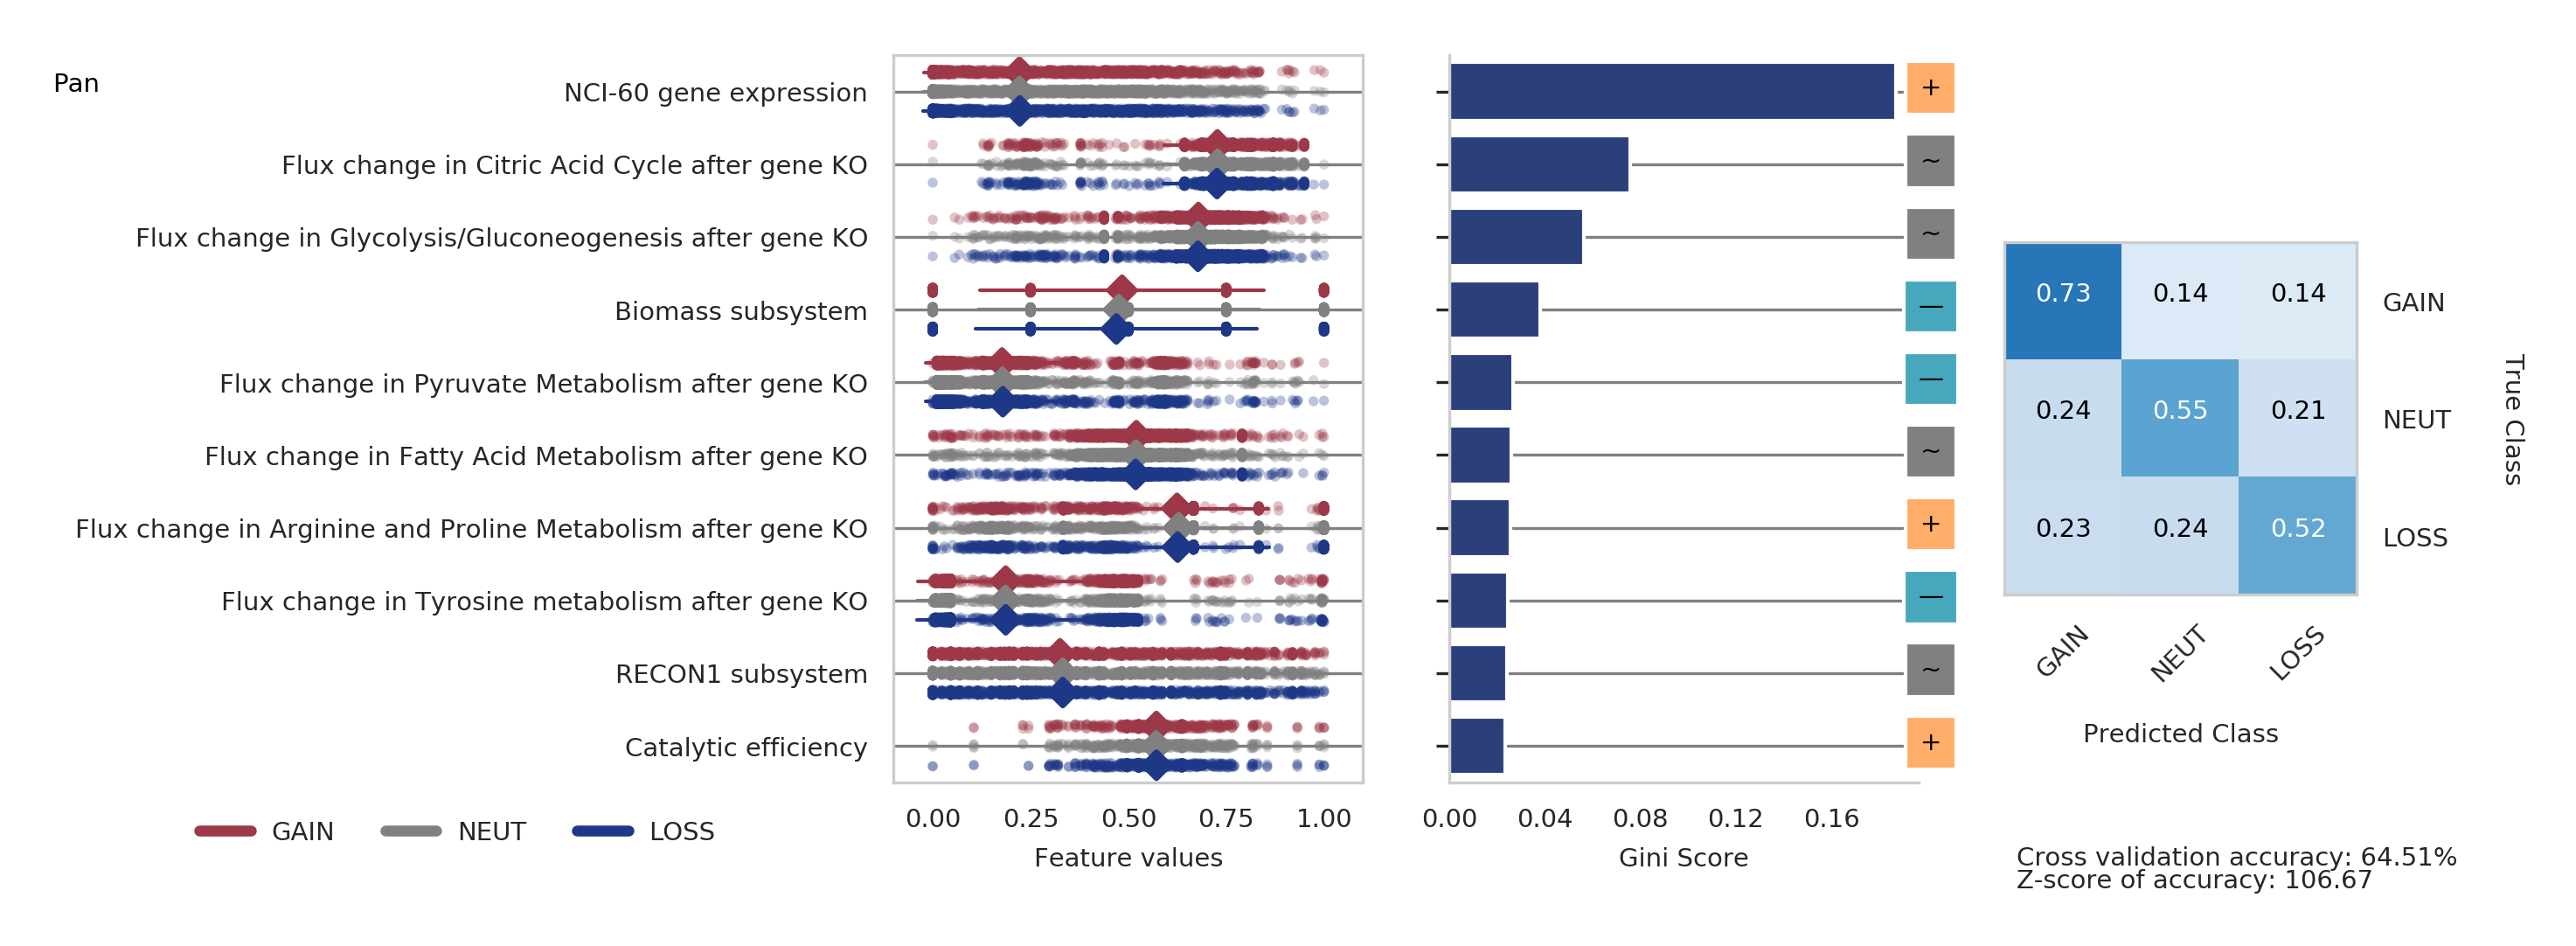 Pan
NCI-60 gene expression
+
Flux change in Citric Acid Cycle after gene KO
~
Flux change in Glycolysis/Gluconeogenesis after gene KO
~
Biomass subsystem
—
Flux change in Pyruvate Metabolism after gene KO
—
Flux change in Fatty Acid Metabolism after gene KO
~
Flux change in Arginine and Proline Metabolism after gene KO
+
Flux change in Tyrosine metabolism after gene KO
—
RECON1 subsystem
~
Catalytic efficiency
+
GAIN NEUT LOSS
0.00 0.25 0.50 0.75 1.00
Feature values
0.00 0.04 0.08 0.12 0.16
Gini Score
0.73 0.14 0.14 GAIN
0.24 0.55 0.21 NEUT
0.23 0.24 0.52 LOSS
True Class
GAIN NEUT LOSS
Predicted Class
Cross validation accuracy: 64.51%
Z-score of accuracy: 106.67